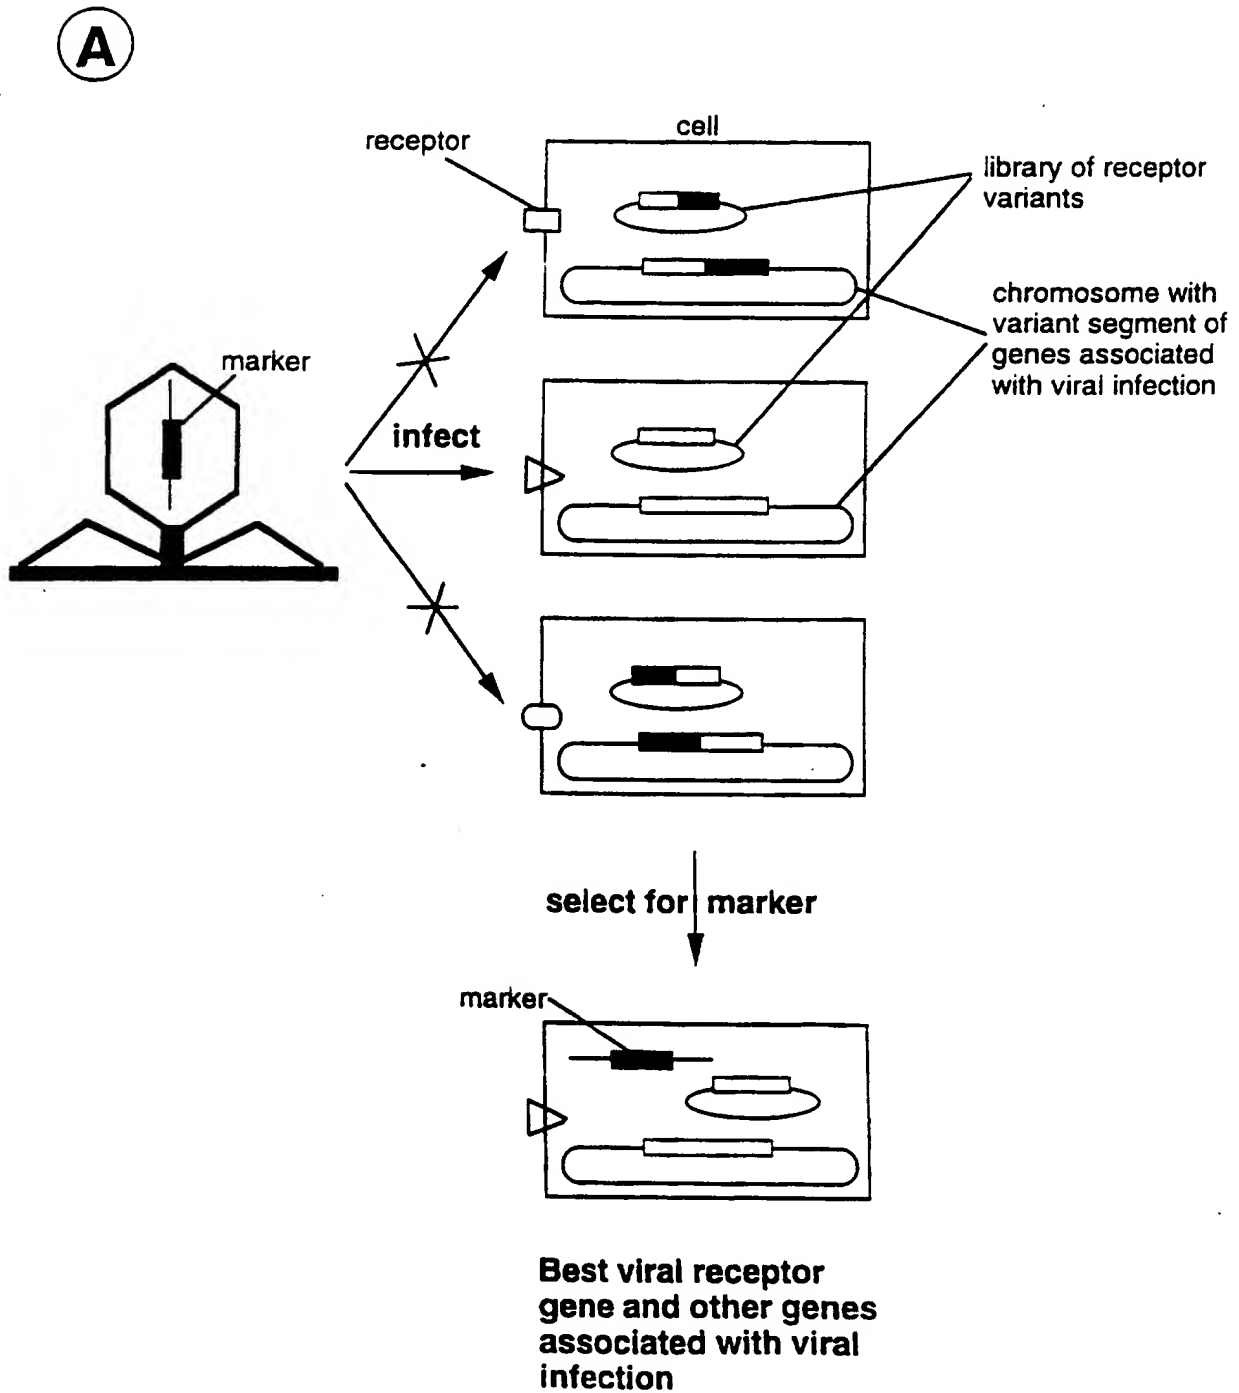 A
cell
receptor
library of receptor
variants
chromosome with
variant segment of
genes associated
with viral infection
marker
infect
select for marker
marker
Best viral receptor
gene and other genes
associated with viral
infection